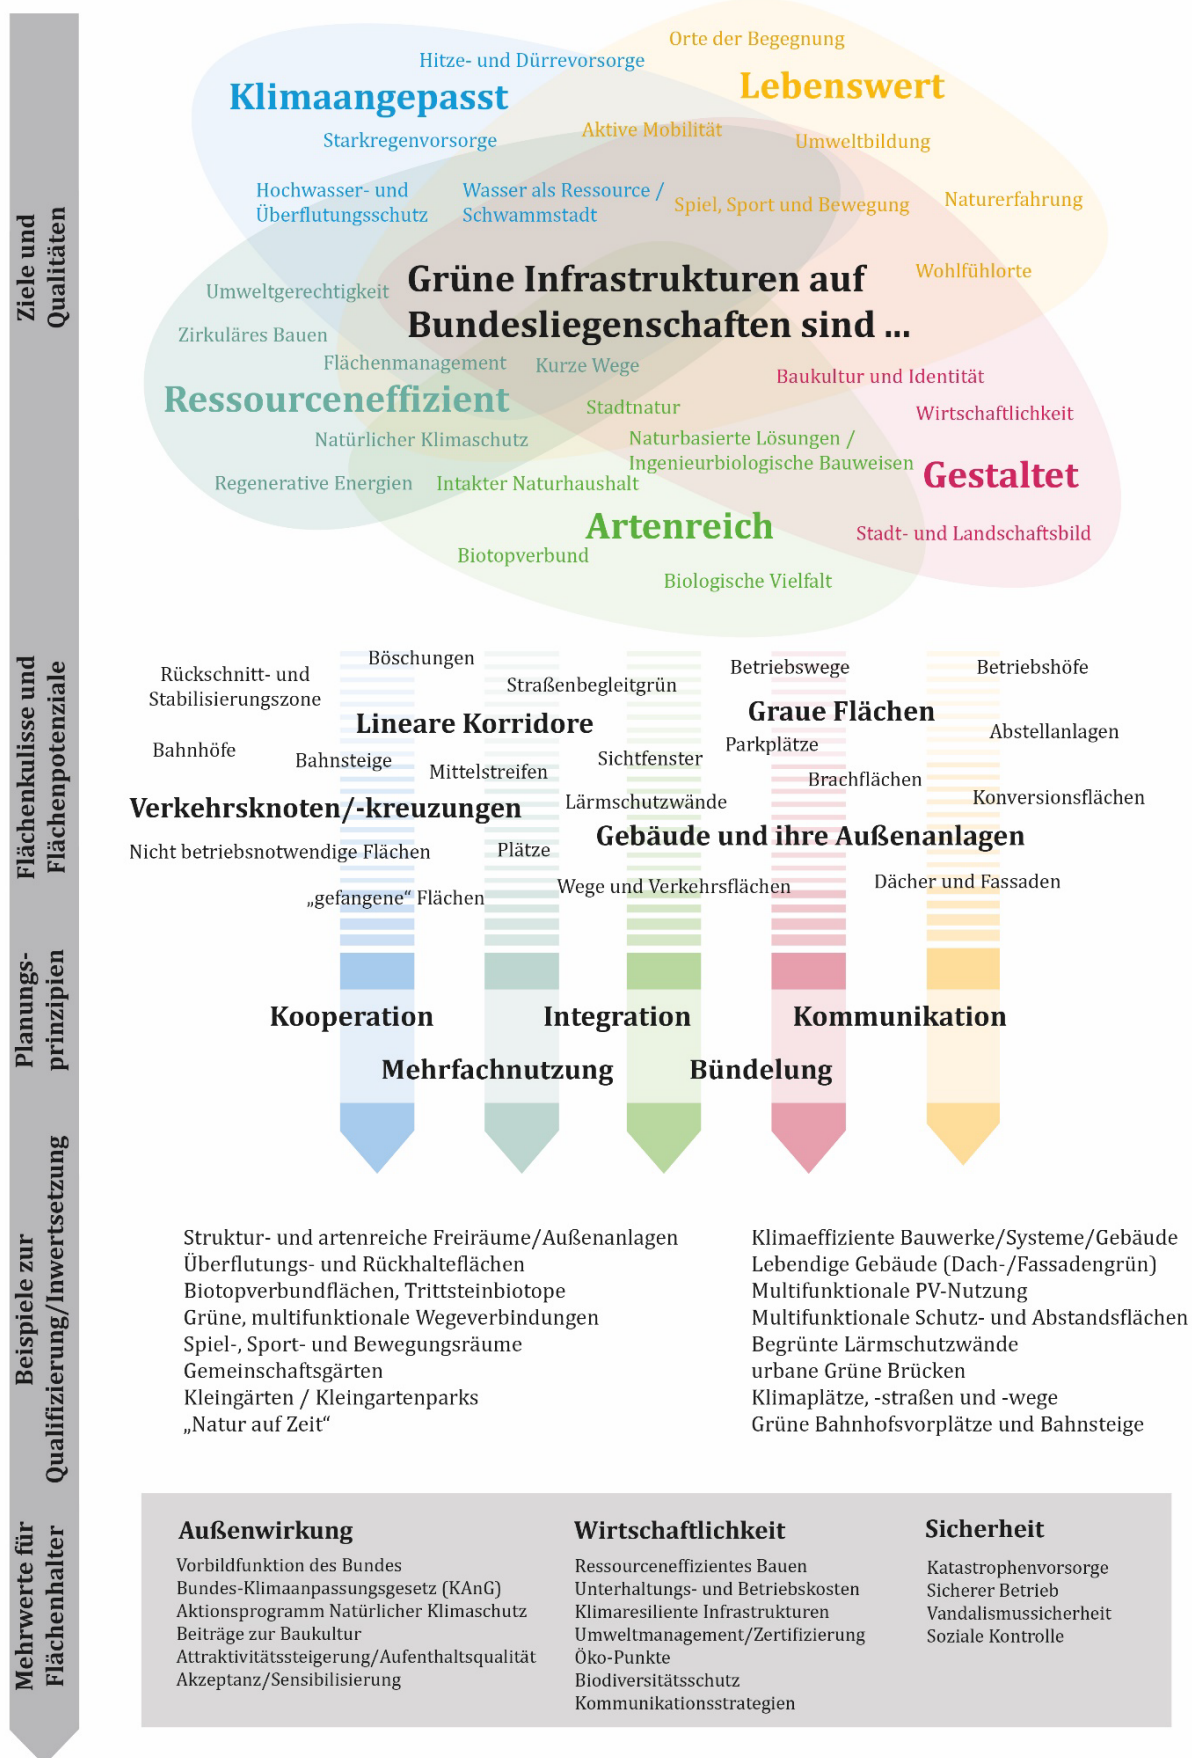 Ziele und
Qualitäten
Orte der Begegnung
Hitze- und Dürrevorsorge
Lebenswert
Klimaangepasst
Aktive Mobilität
Starkregenvorsorge
Umweltbildung
Hochwasser- und
Überflutungsschutz
Wasser als Ressource /
Schwammstadt
Spiel, Sport und Bewegung
Naturerfahrung
Grüne Infrastrukturen auf
Bundesliegenschaften sind ...
Wohlfühlorte
Umweltgerechtigkeit
Zirkuläres Bauen
Flächenmanagement
Kurze Wege
Baukultur und Identität
Ressourceneffizient
Stadtnatur
Wirtschaftlichkeit
Natürlicher Klimaschutz
Naturbasierte Lösungen /
Ingenieurbiologische Bauweisen
Gestaltet
Regenerative Energien
Intakter Naturhaushalt
Artenreich
Stadt- und Landschaftsbild
Biotopverbund
Biologische Vielfalt
Flächenkulisse und
Flächenpotenziale
Rückschnitt- und
Stabilisierungszone
Böschungen
Straßenbegleitgrün
Betriebswege
Betriebshöfe
Lineare Korridore
Graue Flächen
Abstellanlagen
Bahnhöfe
Bahnsteige
Mittelstreifen
Sichtfenster
Parkplätze
Brachflächen
Konversionsflächen
Verkehrsknoten/-kreuzungen
Lärmschutzwände
Gebäude und ihre Außenanlagen
Nicht betriebsnotwendige Flächen
Plätze
Wege und Verkehrsflächen
Dächer und Fassaden
„gefangene“ Flächen
Planungs-
prinzipien
Kooperation
Integration
Kommunikation
Mehrfachnutzung
Bündelung
Beispiele zur
Qualifizierung/Inwertsetzung
Struktur- und artenreiche Freiräume/Außenanlagen
Überflutungs- und Rückhalteflächen
Biotopverbundflächen, Trittsteinbiotope
Grüne, multifunktionale Wegeverbindungen
Spiel-, Sport- und Bewegungsräume
Gemeinschaftsgärten
Kleingärten / Kleingartenparks
„Natur auf Zeit“
Klimaeffiziente Bauwerke/Systeme/Gebäude
Lebendige Gebäude (Dach-/Fassadengrün)
Multifunktionale PV-Nutzung
Multifunktionale Schutz- und Abstandsflächen
Begrünte Lärmschutzwände
urbane Grüne Brücken
Klimaplätze, -straßen und -wege
Grüne Bahnhofsvorplätze und Bahnsteige
Mehrwerte für
Flächenhalter
Außenwirkung
Vorbildfunktion des Bundes
Bundes-Klimaanpassungsgesetz (KAnG)
Aktionsprogramm Natürlicher Klimaschutz
Beiträge zur Baukultur
Attraktivitätssteigerung/Aufenthaltsqualität
Akzeptanz/Sensibilisierung
Wirtschaftlichkeit
Ressourceneffizientes Bauen
Unterhaltungs- und Betriebskosten
Klimaresiliente Infrastrukturen
Umweltmanagement/Zertifizierung
Öko-Punkte
Biodiversitätsschutz
Kommunikationsstrategien
Sicherheit
Katastrophenvorsorge
Sicherer Betrieb
Vandalismussicherheit
Soziale Kontrolle